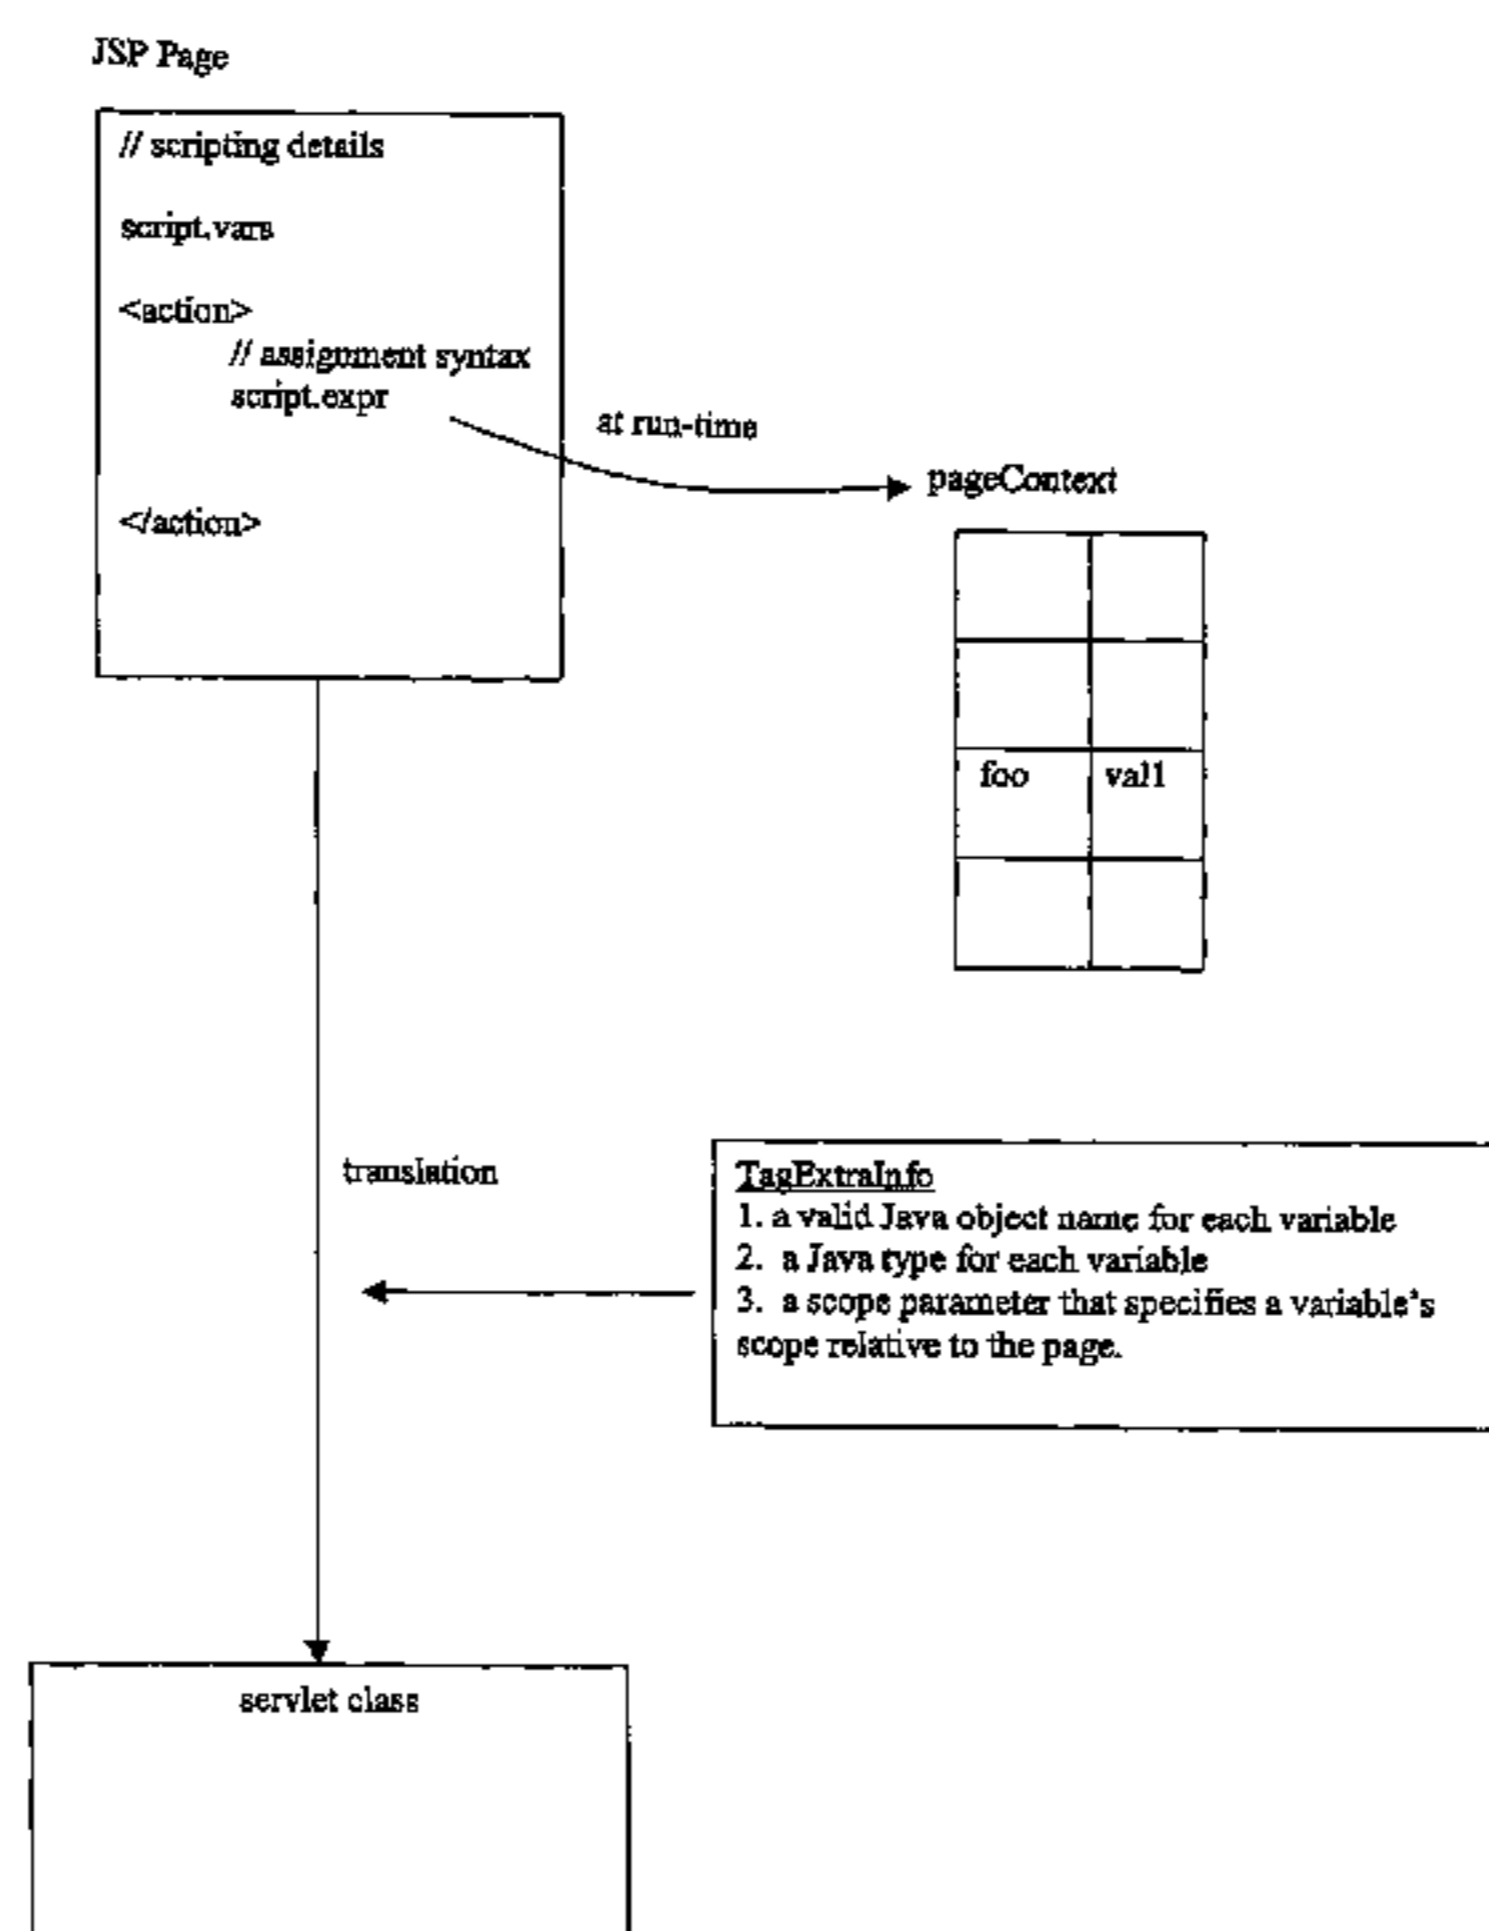 JSP Page
// scripting details
script.vars
<action>
// assignment syntax
script.expr
</action>
at run-time
pageContext
foo val1
translation
TagExtraInfo
1. a valid Java object name for each variable
2. a Java type for each variable
3. a scope parameter that specifies a variable's
scope relative to the page.
servlet class